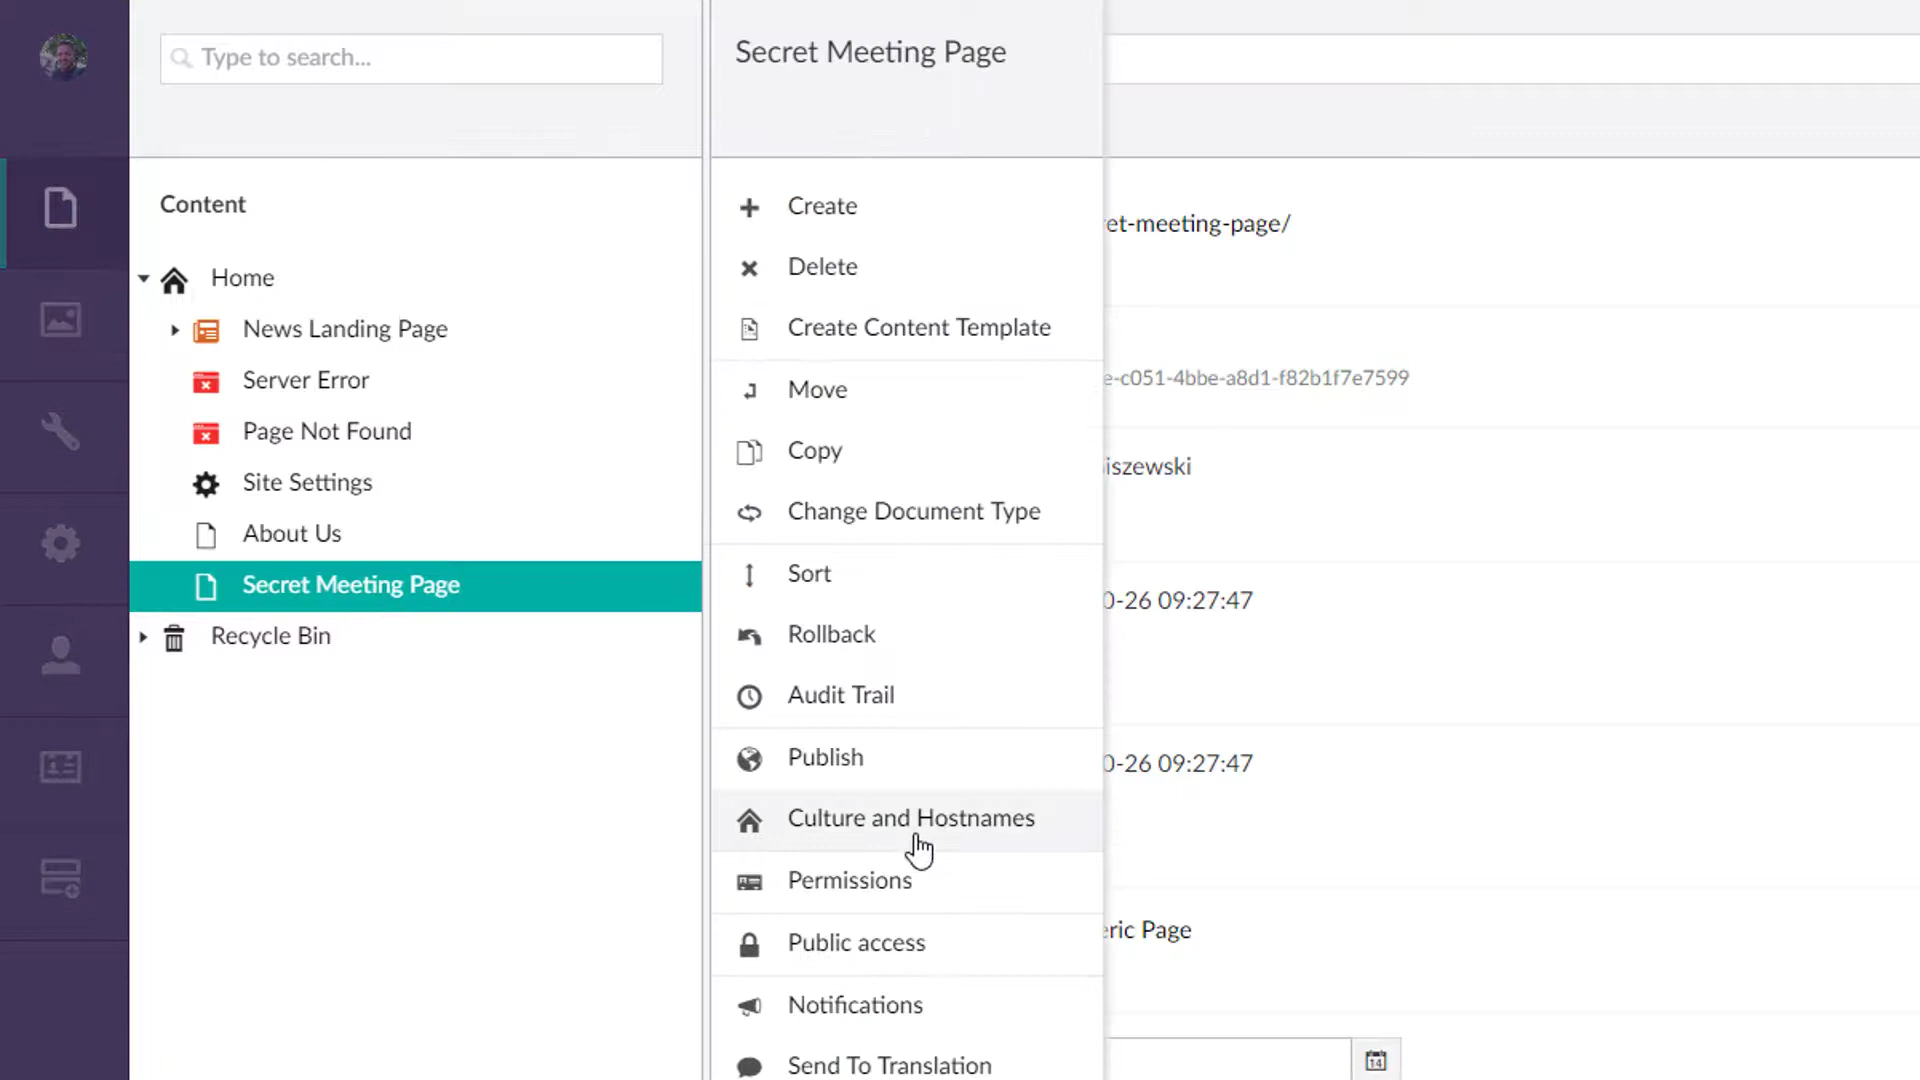 Type to search...
Content
Home
News Landing Page
Server Error
Page Not Found
Site Settings
About Us
Secret Meeting Page
Recycle Bin
Secret Meeting Page
Create
Delete
Create Content Template
Move
Copy
Change Document Type
Sort
Rollback
Audit Trail
Publish
Culture and Hostnames
Permissions
Public access
Notifications
Send To Translation
et-meeting-page/
e-c051-4bbe-a8d1-f82b1f7e7599
iszewski
0-26 09:27:47
0-26 09:27:47
eric Page
14